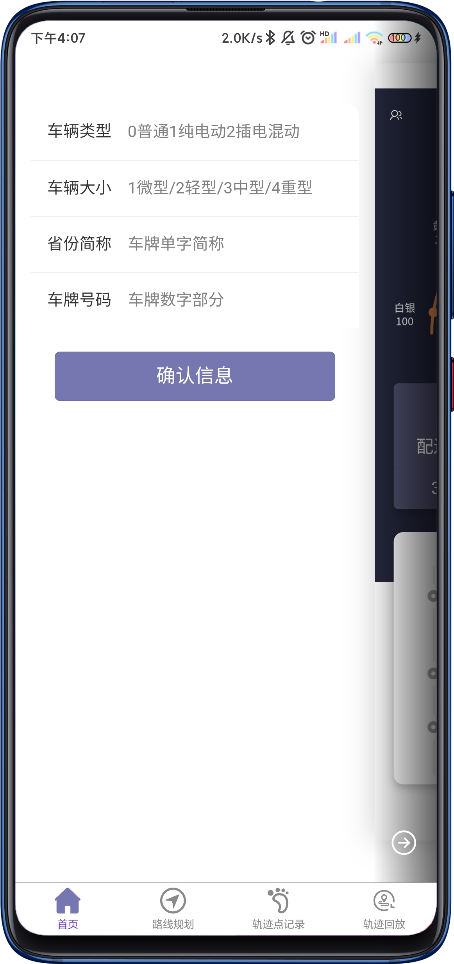 下午4:07 2.0K/s HD 100
车辆类型 0普通1纯电动2插电混动
车辆大小 1微型/2轻型/3中型/4重型
省份简称 车牌单字简称
车牌号码 车牌数字部分
确认信息
白银
100
配
3
首页 路线规划 轨迹点记录 轨迹回放